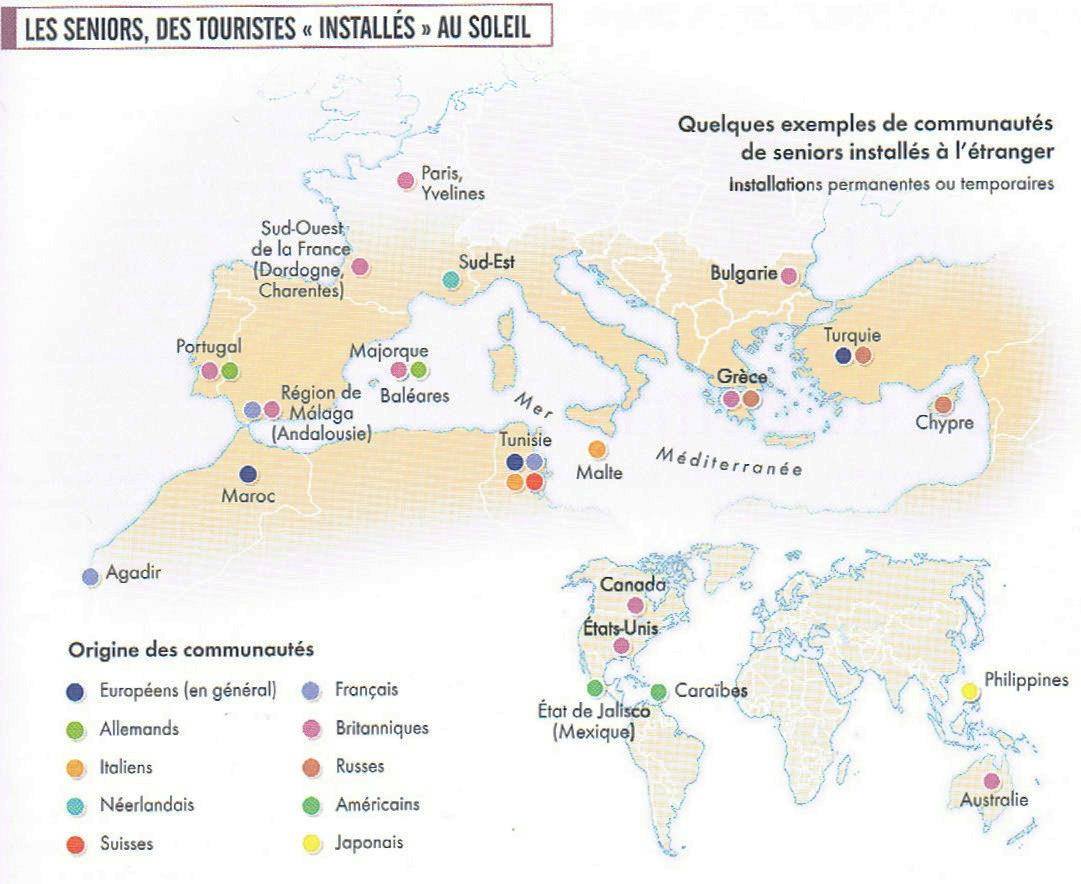 LES SENIORS, DES TOURISTES « INSTALLÉS » AU SOLEIL
Quelques exemples de communautés
de seniors installés à l'étranger
Installations permanentes ou temporaires
Paris,
Yvelines
Sud-Ouest
de la France
(Dordogne,
Charentes)
Sud-Est
Bulgarie
Portugal
Majorque
Baléares
Turquie
Grèce
Chypre
Région de
Málaga
(Andalousie)
Mer
Méditerranée
Tunisie
Malte
Maroc
Agadir
Canada
États-Unis
Caraïbes
État de Jalisco
(Mexique)
Philippines
Australie
Origine des communautés
Européens (en général)
Français
Allemands
Britanniques
Italiens
Russes
Néerlandais
Américains
Suisses
Japonais